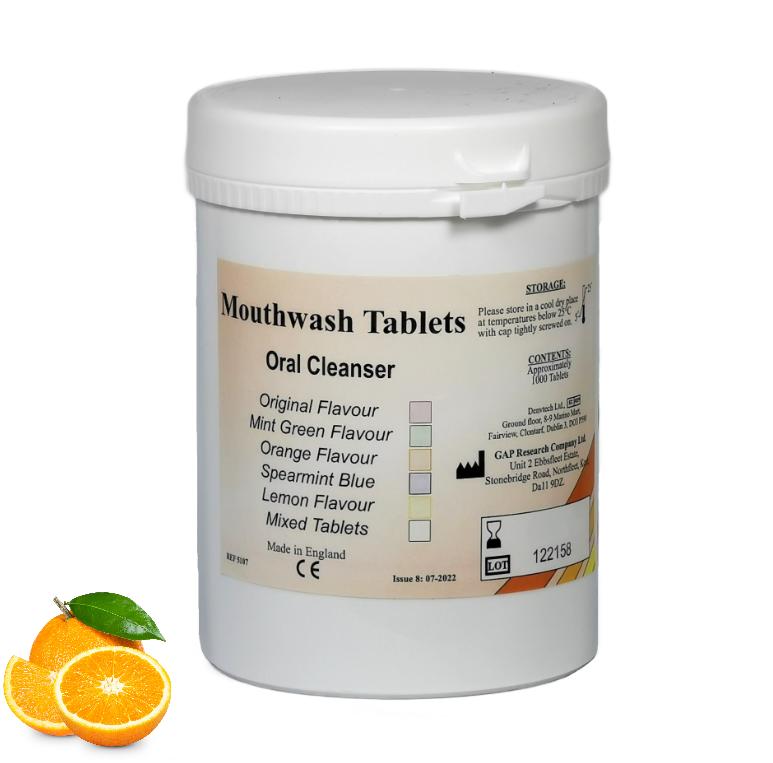 Mouthwash Tablets
Oral Cleanser
Original Flavour
Mint Green Flavour
Orange Flavour
Spearmint Blue
Lemon Flavour
Mixed Tablets
Made in England
CE
REF 5107
Issue 8: 07-2022
STORAGE:
Please store in a cool dry place
at temperatures below 25°C
with cap tightly screwed on.
25
5
CONTENTS:
Approximately
1000 Tablets
Denvtech Ltd.,
Ground floor, 8-9 Marino Mart,
Fairview, Clontarf, Dublin 3,
GAP Research Company Ltd.
Unit 2 Ebbsfleet Estate,
Stonebridge Road, Northfleet,
Da11 9DZ.
LOT
122158